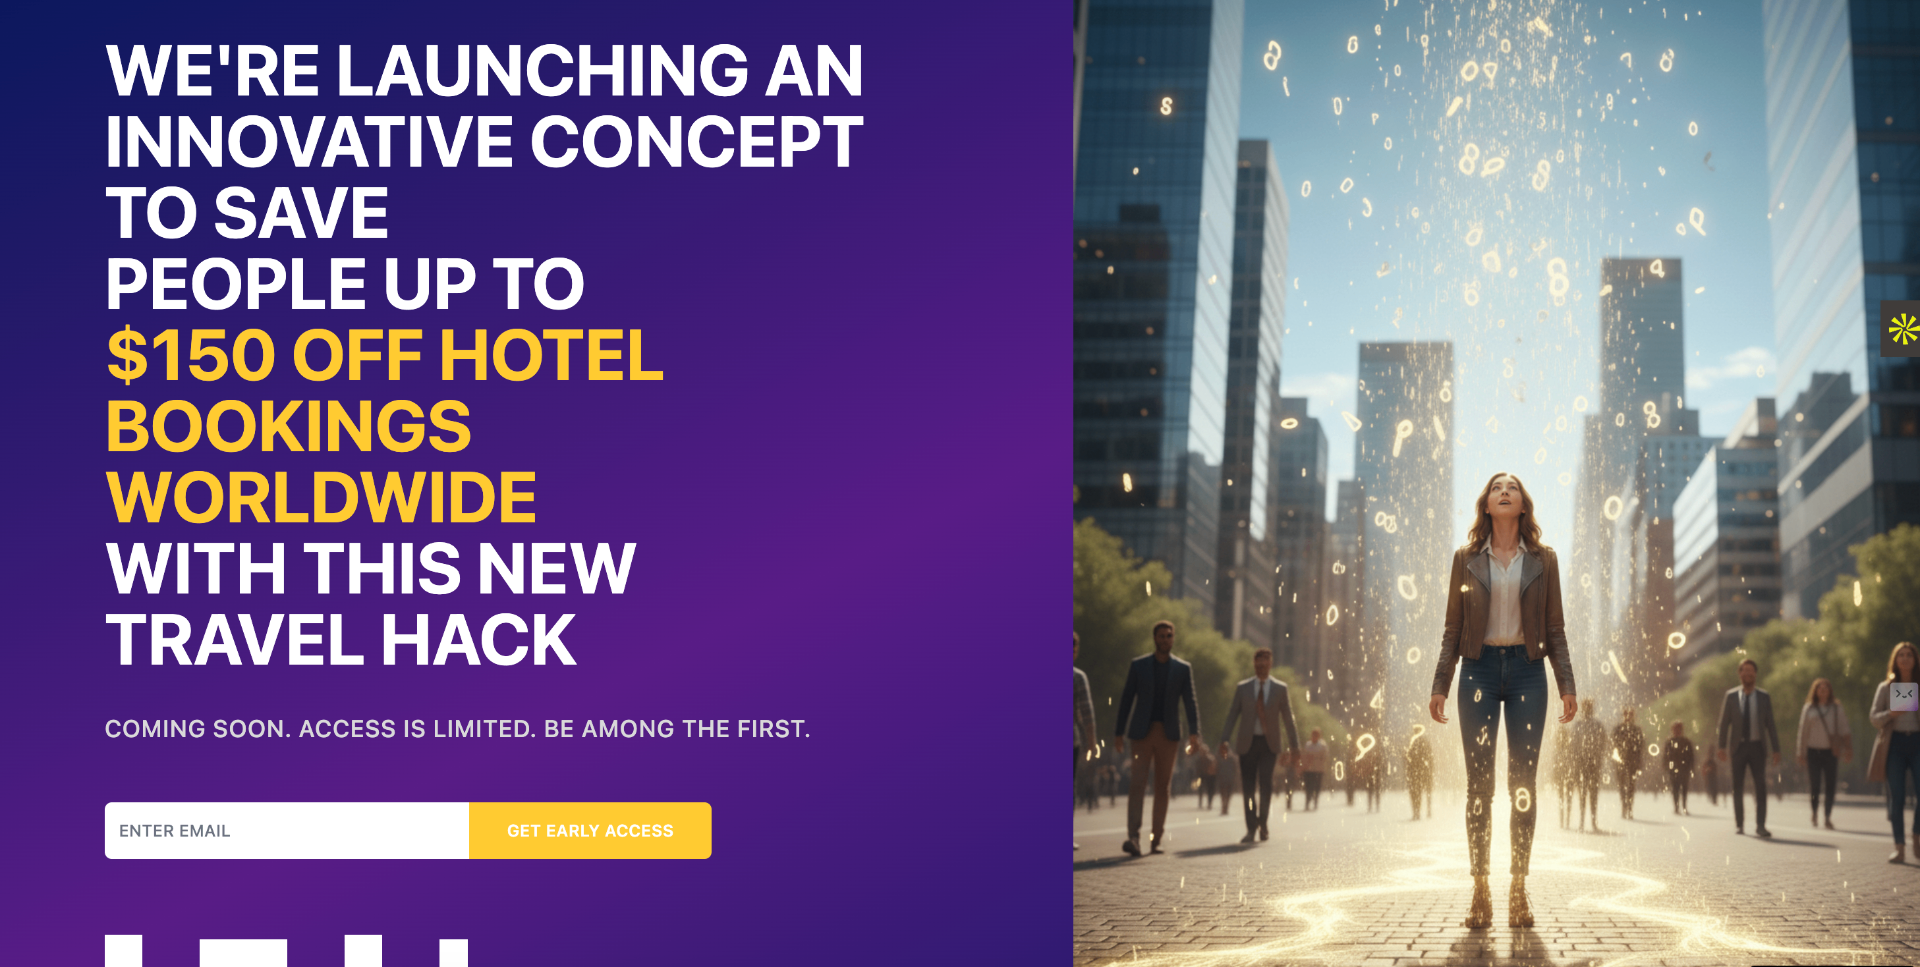 WE'RE LAUNCHING AN
INNOVATIVE CONCEPT
TO SAVE
PEOPLE UP TO
$150 OFF HOTEL
BOOKINGS
WORLDWIDE
WITH THIS NEW
TRAVEL HACK
COMING SOON. ACCESS IS LIMITED. BE AMONG THE FIRST.
ENTER EMAIL
GET EARLY ACCESS